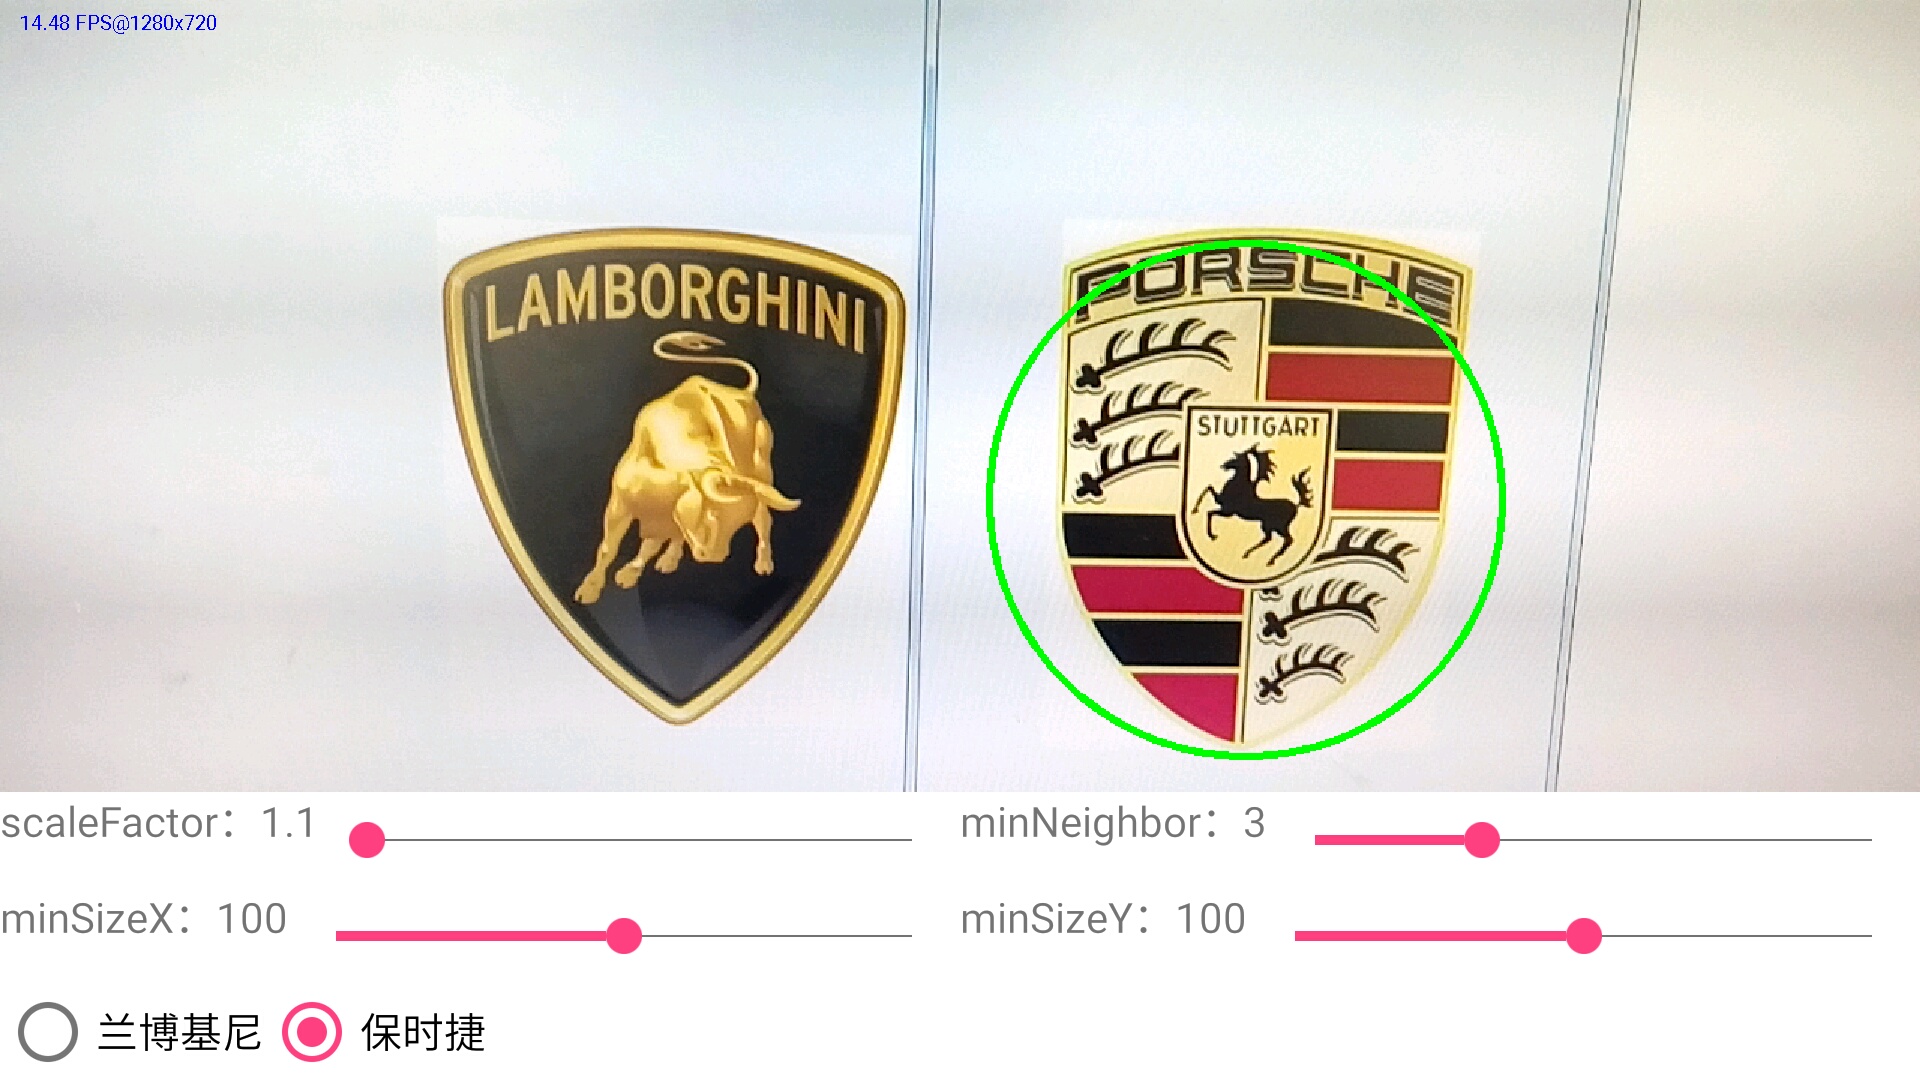 14.48 FPS@1280x720
LAMBORGHINI
PORSCHE
STUTTGART
scaleFactor：1.1
minNeighbor：3
minSizeX：100
minSizeY：100
兰博基尼
保时捷